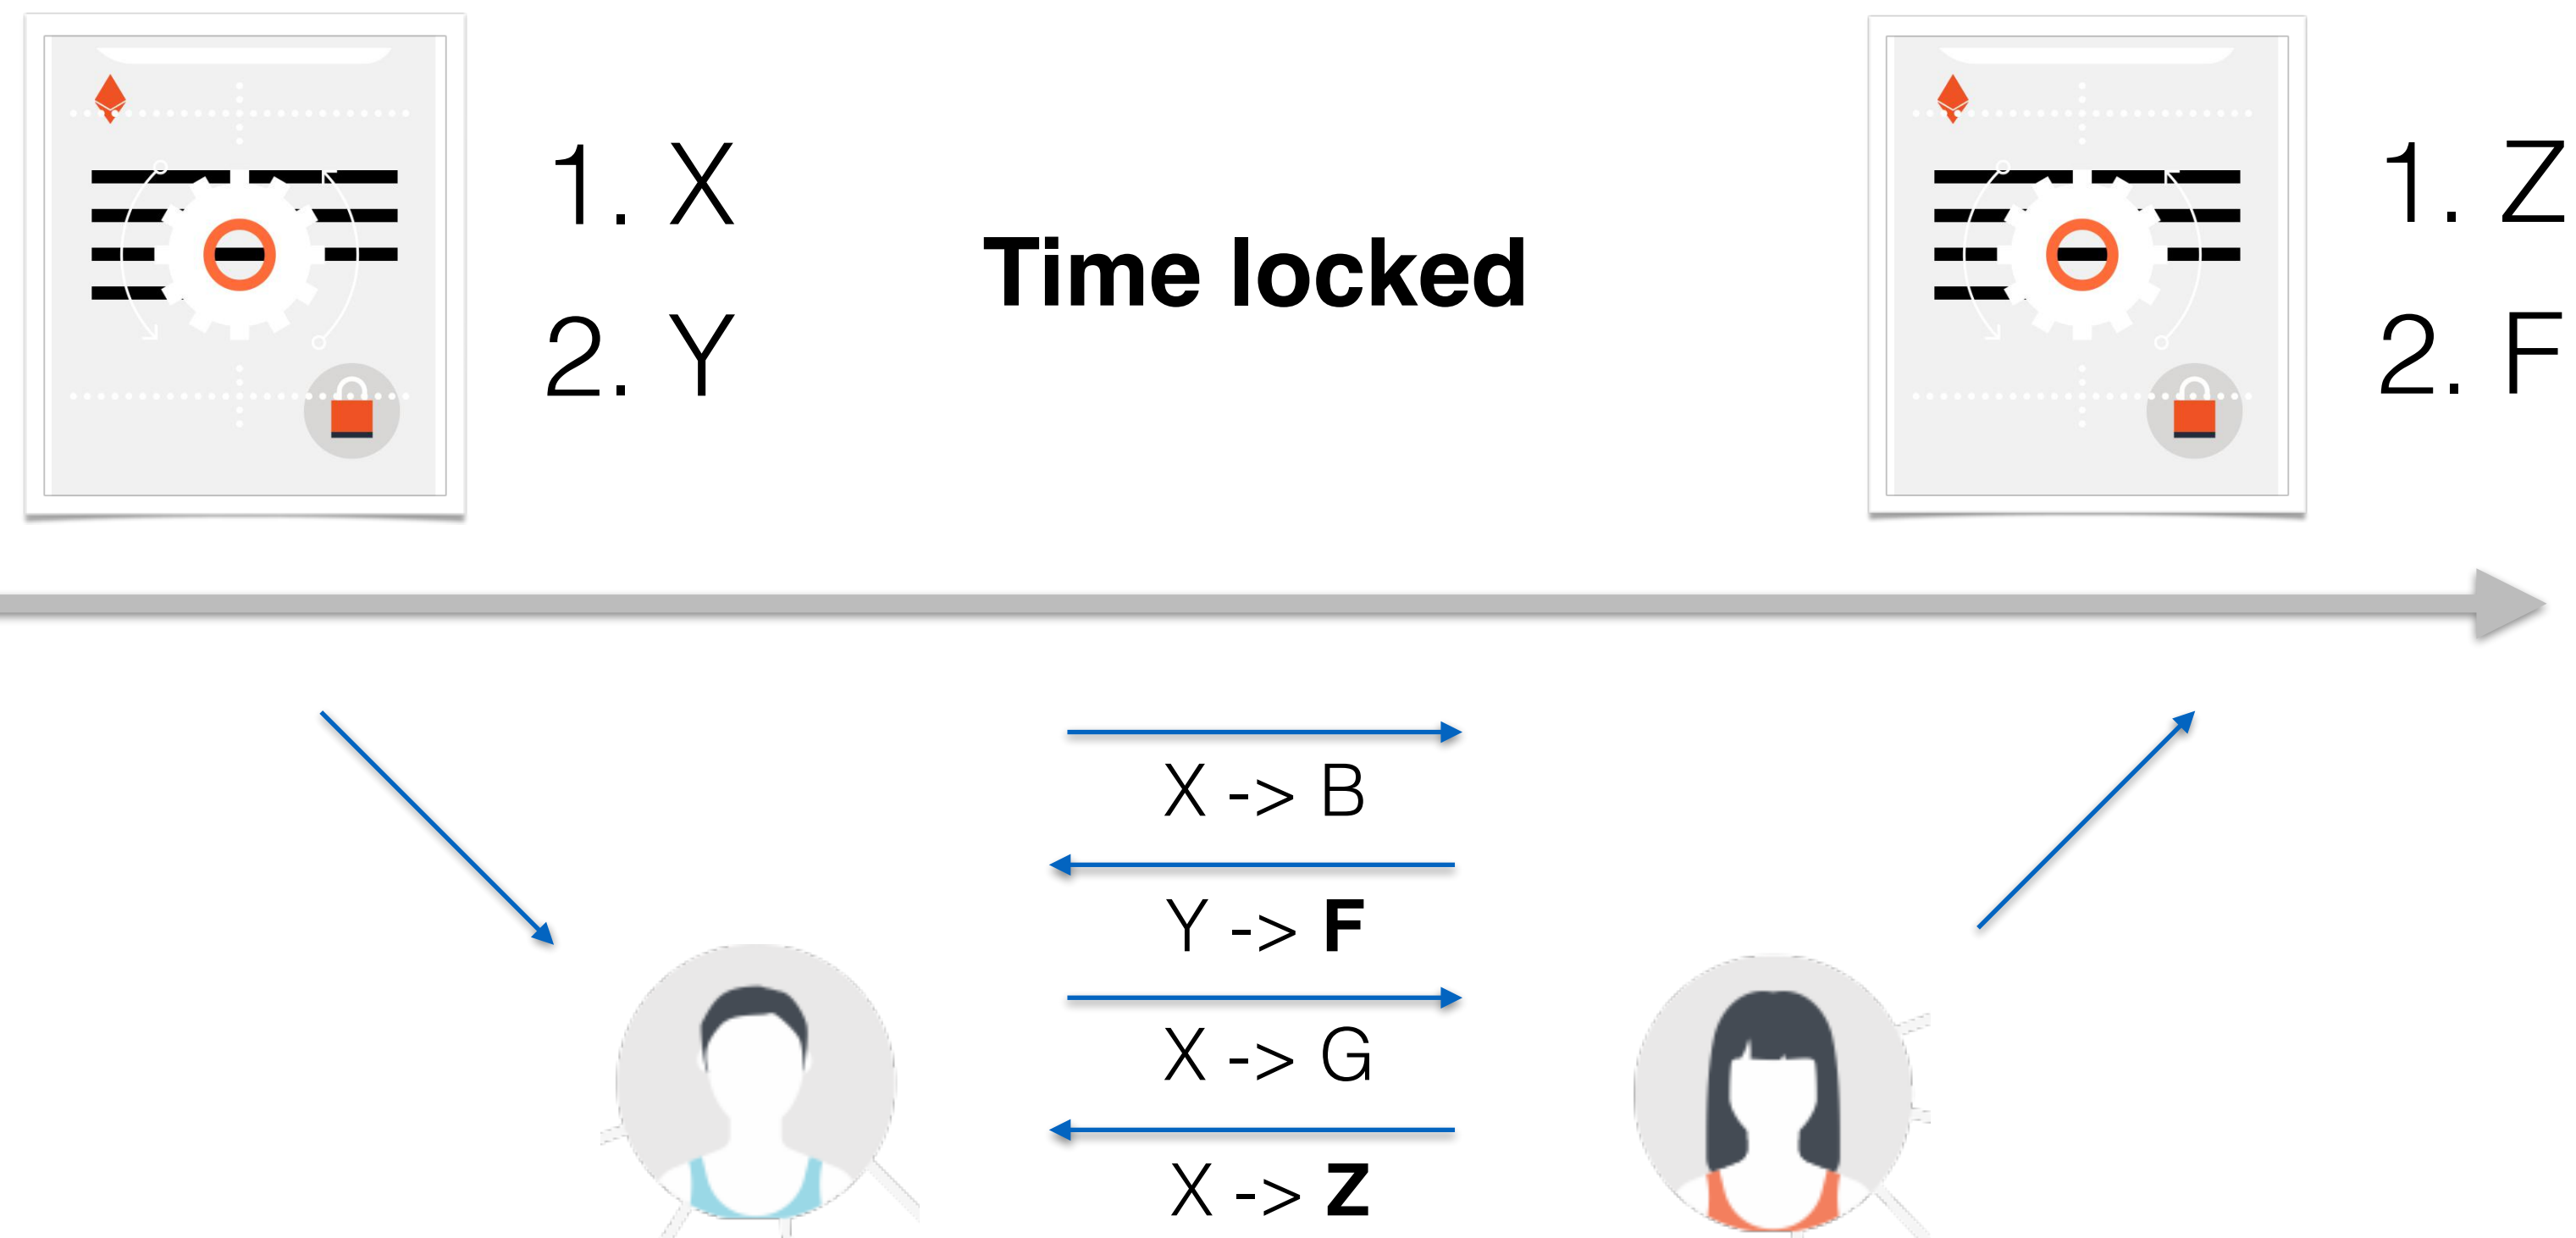 1. X
2. Y
Time locked
1. Z
2. F
X -> B
Y -> F
X -> G
X -> Z